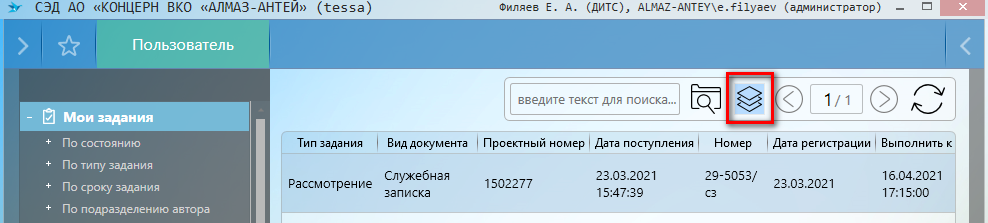 СЭД АО «КОНЦЕРН ВКО «АЛМАЗ-АНТЕЙ» (tessa) Филяев Е. А. (ДИТС), ALMAZ-ANTEY\e.filyaev (администратор)
Пользователь
введите текст для поиска... 1 / 1
Мои задания
По состоянию
По типу задания
По сроку задания
По подразделению автора
Тип задания Вид документа Проектный номер Дата поступления Номер Дата регистрации Выполнить к
Рассмотрение Служебная записка 1502277 23.03.2021 15:47:39 29-5053/сз 23.03.2021 16.04.2021 17:15:00